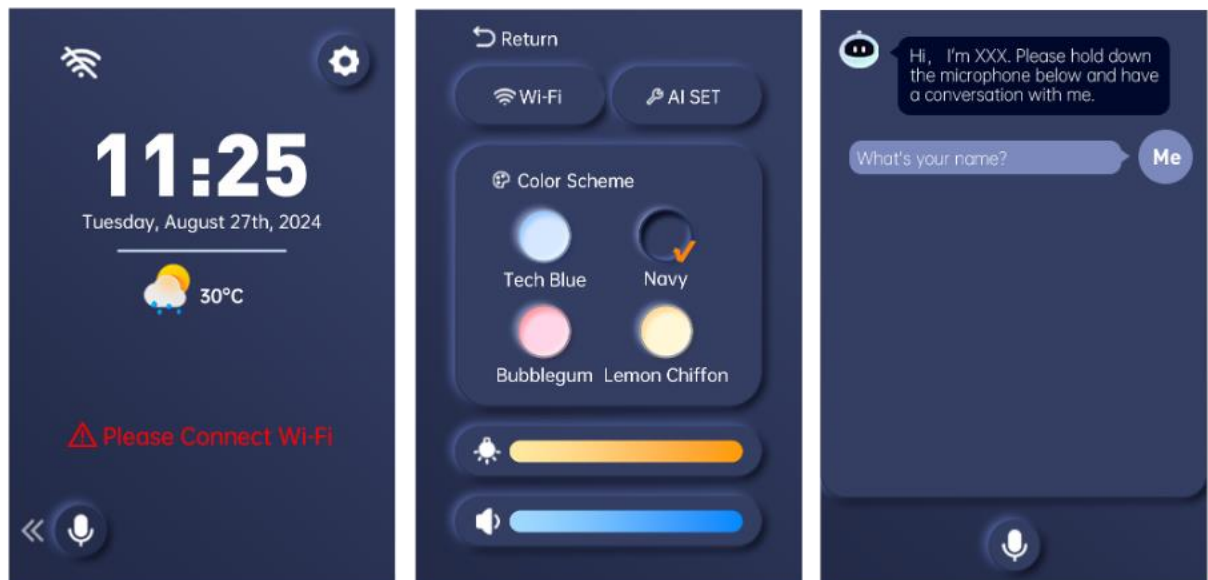 11:25
Tuesday, August 27th, 2024
30°C
Please Connect Wi-Fi
Return
Wi-Fi
AI SET
Color Scheme
Tech Blue
Navy
Bubblegum
Lemon Chiffon
Hi, I'm XXX. Please hold down
the microphone below and have
a conversation with me.
What's your name?
Me